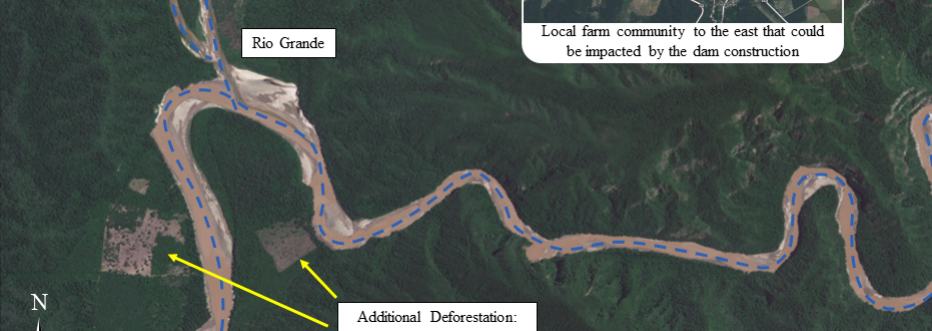 Rio Grande
Local farm community to the east that could
be impacted by the dam construction
N
Additional Deforestation: